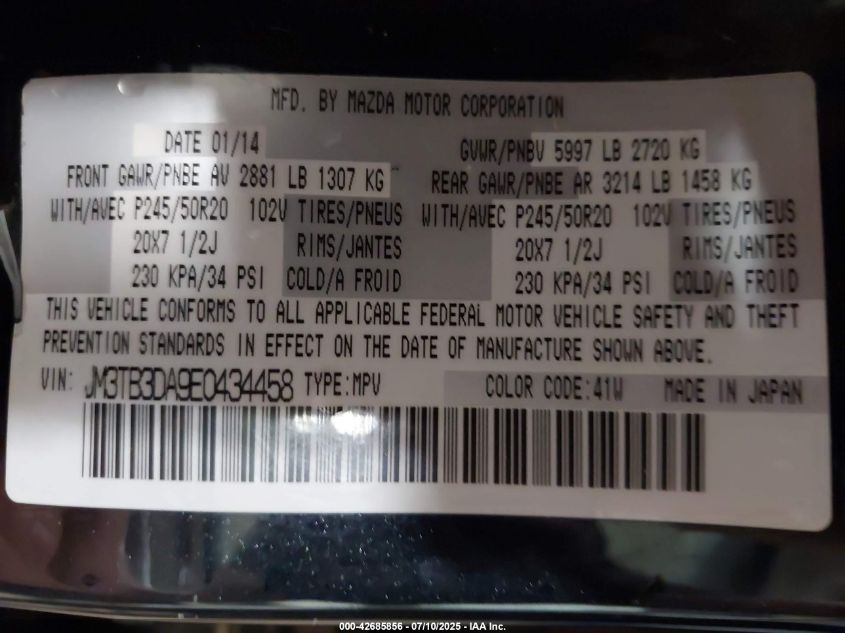 MFD. BY MAZDA MOTOR CORPORATION
DATE 01/14 GVWR/PNBV 5997 LB 2720 KG
FRONT GAWR/PNBE AV 2881 LB 1307 KG REAR GAWR/PNBE AR 3214 LB 1458 KG
WITH/AVEC P245/50R20 102V TIRES/PNEUS WITH/AVEC P245/50R20 102V TIRES/PNEUS
20X7 1/2J RIMS/JANTES 20X7 1/2J RIMS/JANTES
230 KPA/34 PSI COLD/A FROID 230 KPA/34 PSI COLD/A FROID
THIS VEHICLE CONFORMS TO ALL APPLICABLE FEDERAL MOTOR VEHICLE SAFETY AND THEFT
PREVENTION STANDARDS IN EFFECT ON THE DATE OF MANUFACTURE SHOWN ABOVE.
VIN: JM3TB3DA9E0434458 TYPE:MPV COLOR CODE:41W MADE IN JAPAN
000-42685856 - 07/10/2025 - IAA Inc.